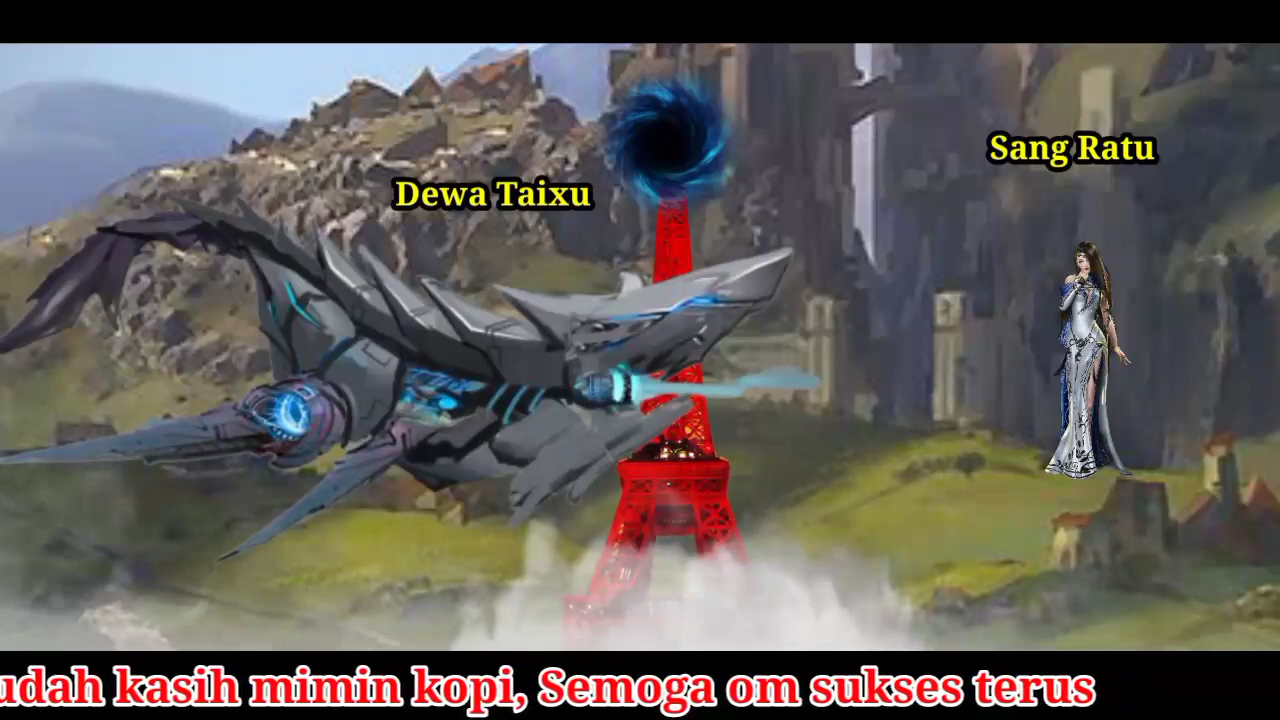 Sang Ratu
Dewa Taixu
udah kasih mimin kopi, Semoga om sukses terus